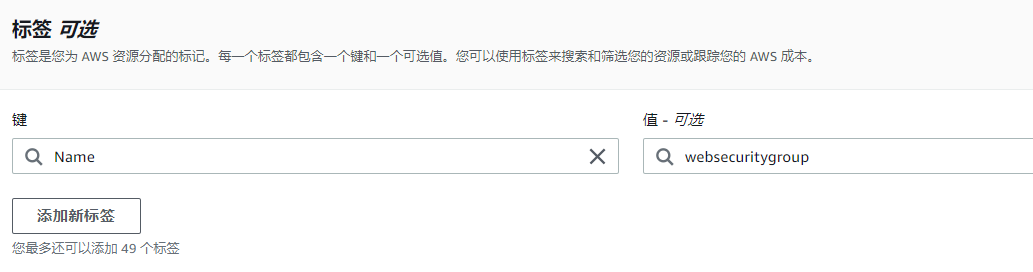 标签 可选
标签是您为 AWS 资源分配的标记。每一个标签都包含一个键和一个可选值。您可以使用标签来搜索和筛选您的资源或跟踪您的 AWS 成本。
键
值 - 可选
Name
websecuritygroup
添加新标签
您最多还可以添加 49 个标签